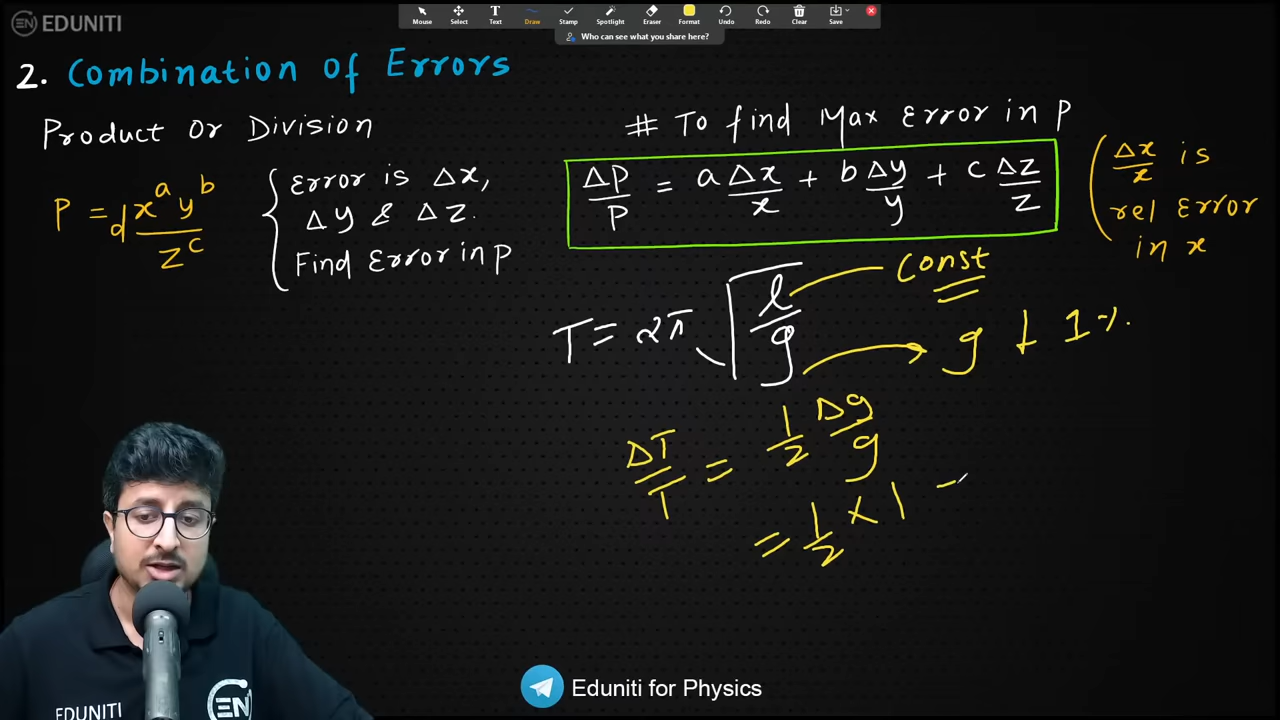 EDUNITI
Mouse Select Text Draw Stamp Spotlight Eraser Format Undo Redo Clear Save
Who can see what you share here?
2. Combination of Errors
Product Or Division
P = d x^a y^b / z^c
Error is Δx,
Δy & Δz.
Find Error in P
# To find Max Error in P
ΔP/P = a Δx/x + b Δy/y + c Δz/z
Δx/x is
rel Error
in x
T = 2π √(l/g)
Const
g ↓ 1%.
ΔT/T = 1/2 Δg/g
= 1/2 × 1
EDUNITI
EN
Eduniti for Physics